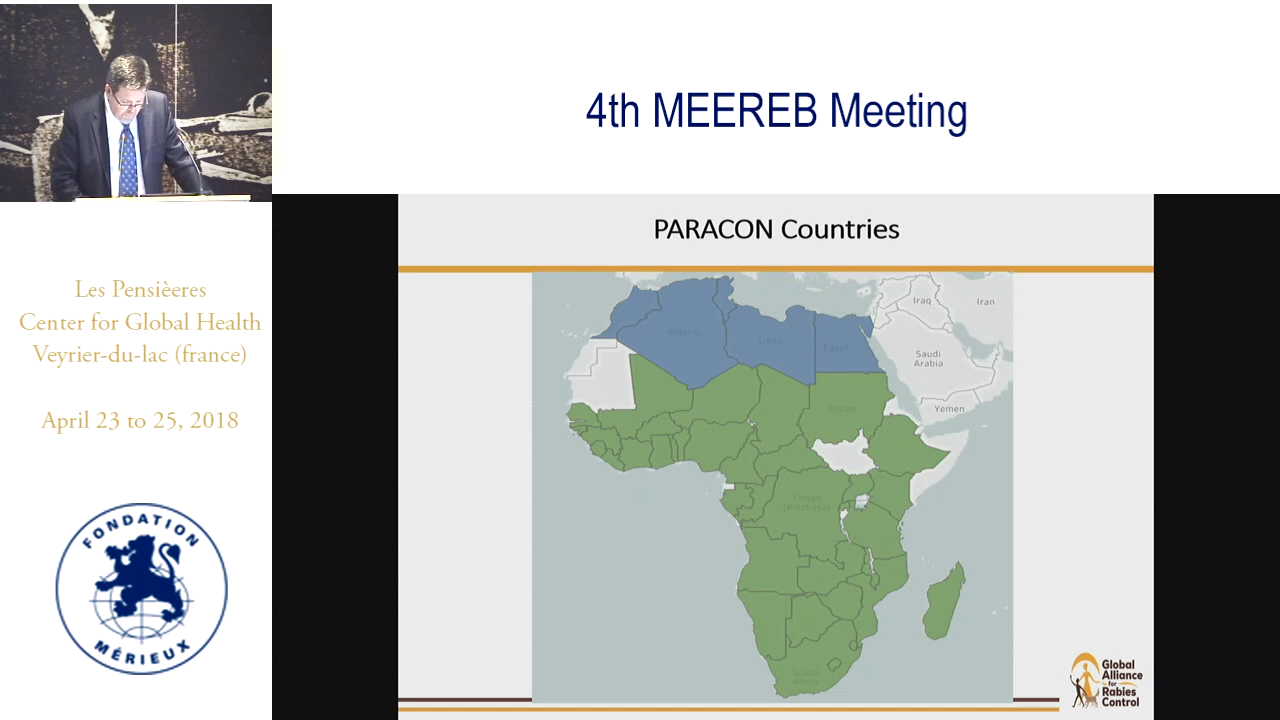 4th MEEREB Meeting
PARACON Countries
Les Pensièeres
Center for Global Health
Veyrier-du-lac (france)
April 23 to 25, 2018
FONDATION
MÉRIEUX
Iraq
Iran
Algeria
Libya
Egypt
Saudi
Arabia
Sudan
Yemen
Congo
(Kinshasa)
South
Africa
Global
Alliance
for
Rabies
Control